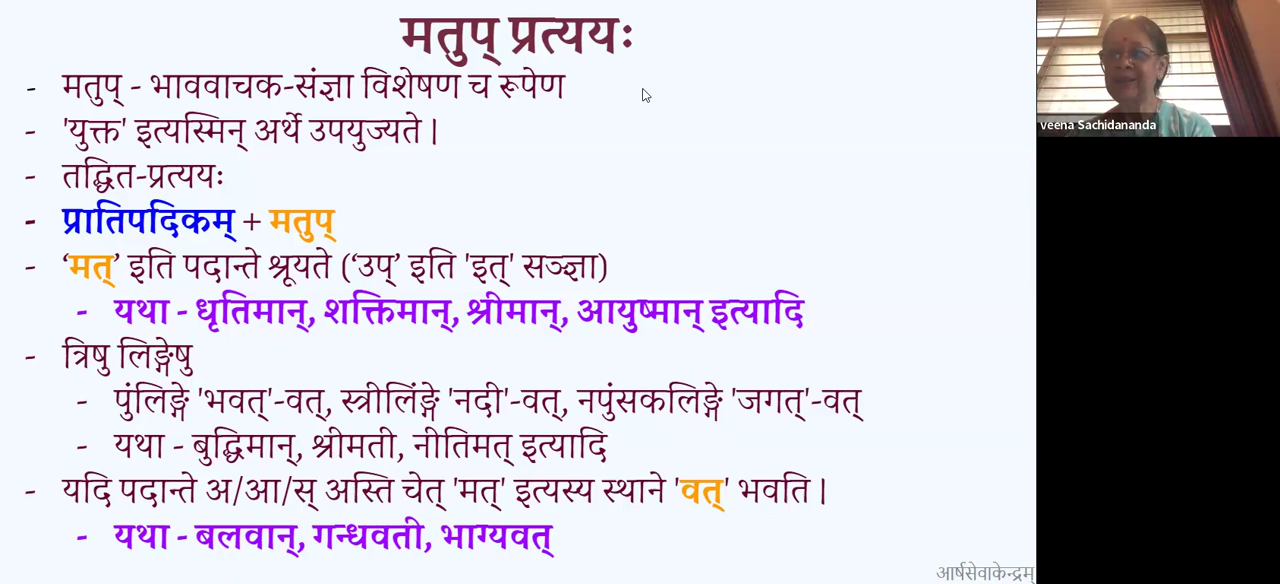 मतुप् प्रत्ययः
- मतुप् - भाववाचक-संज्ञा विशेषण च रूपेण
- 'युक्त' इत्यस्मिन् अर्थे उपयुज्यते।
- तद्धित-प्रत्ययः
- प्रातिपदिकम् + मतुप्
- ‘मत्’ इति पदान्ते श्रूयते (‘उप्’ इति 'इत्' सञ्ज्ञा)
- यथा - धृतिमान्, शक्तिमान्, श्रीमान्, आयुष्मान् इत्यादि
- त्रिषु लिङ्गेषु
- पुंलिङ्गे 'भवत्'-वत्, स्त्रीलिंङ्गे 'नदी'-वत्, नपुंसकलिङ्गे 'जगत्'-वत्
- यथा - बुद्धिमान्, श्रीमती, नीतिमत् इत्यादि
- यदि पदान्ते अ/आ/स् अस्ति चेत् 'मत्' इत्यस्य स्थाने 'वत्' भवति।
- यथा - बलवान्, गन्धवती, भाग्यवत्
आर्षसेवाकेन्द्रम्
veena Sachidananda